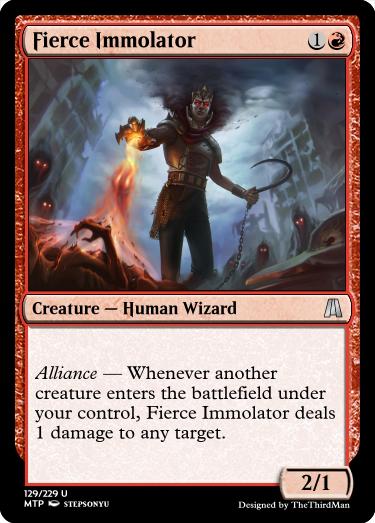 Fierce Immolator 1
Creature — Human Wizard
Alliance — Whenever another
creature enters the battlefield under
your control, Fierce Immolator deals
1 damage to any target.
2/1
129/229 U
MTP STEPSONYU
Designed by TheThirdMan